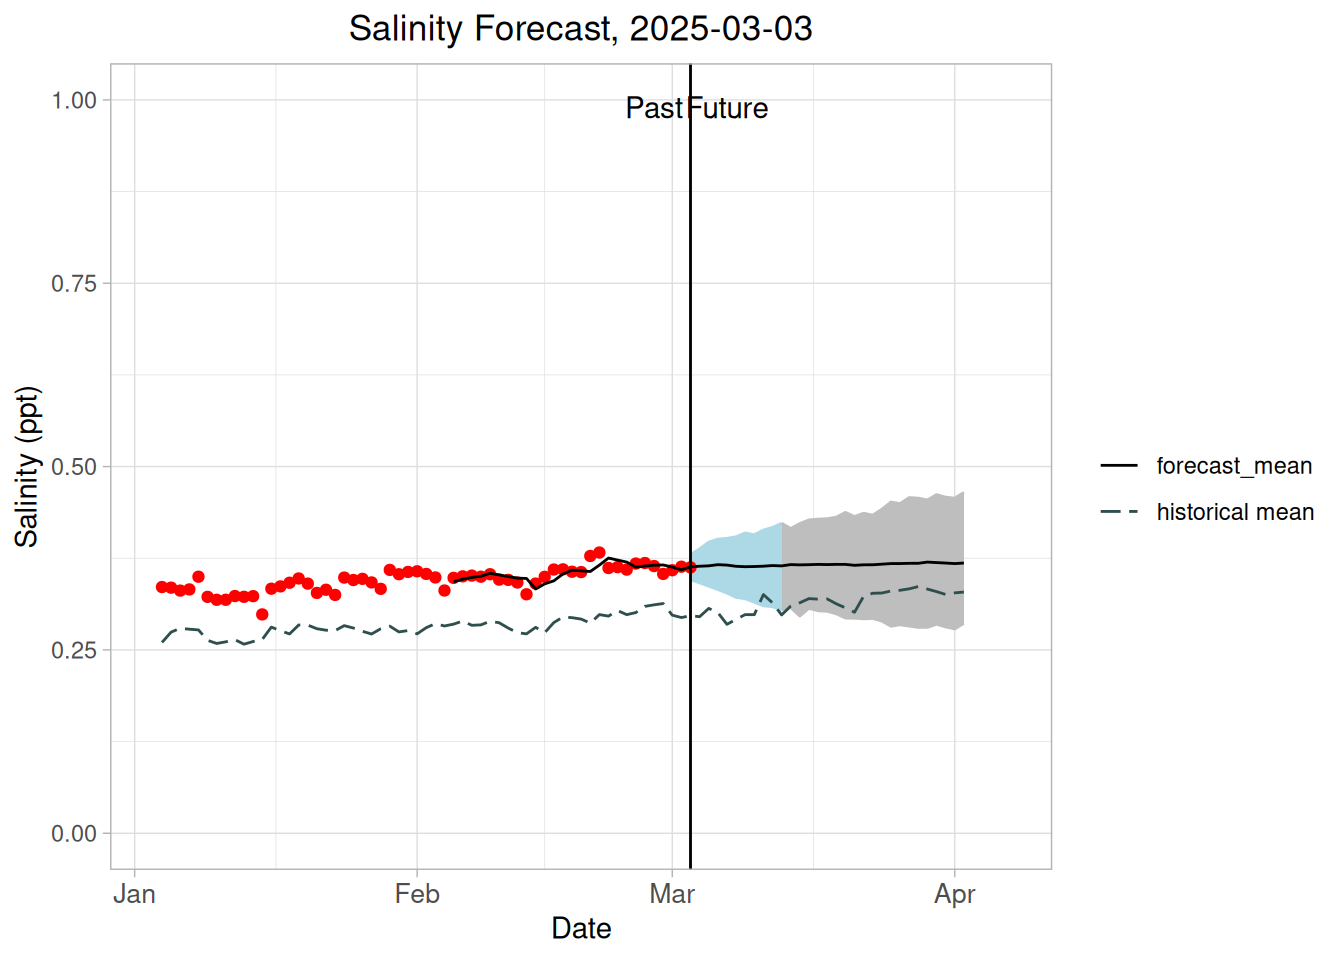 Salinity Forecast, 2025-03-03
Past Future
1.00
0.75
0.50
0.25
0.00
Salinity (ppt)
Jan Feb Mar Apr
Date
forecast_mean
historical mean